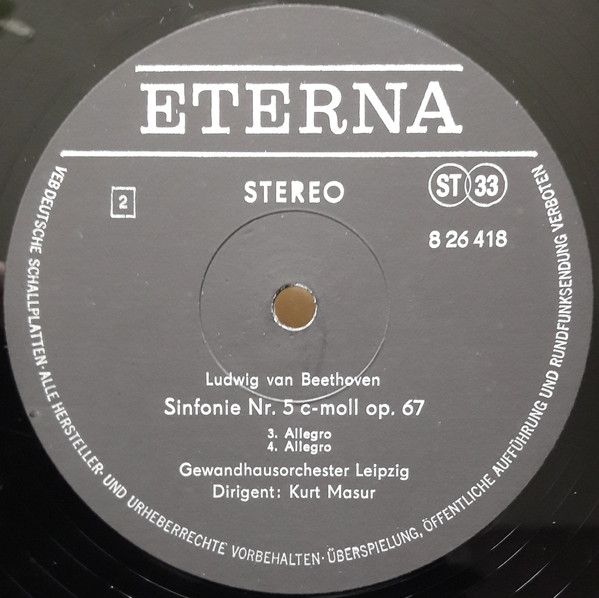 ETERNA
STEREO
ST 33
2
8 26 418
Ludwig van Beethoven
Sinfonie Nr. 5 c-moll op. 67
3. Allegro
4. Allegro
Gewandhausorchester Leipzig
Dirigent: Kurt Masur
VEB DEUTSCHE SCHALLPLATTEN · ALLE HERSTELLER- UND URHEBERRECHTE VORBEHALTEN · ÜBERSPIELUNG, ÖFFENTLICHE AUFFÜHRUNG UND RUNDFUNKSENDUNG VERBOTEN